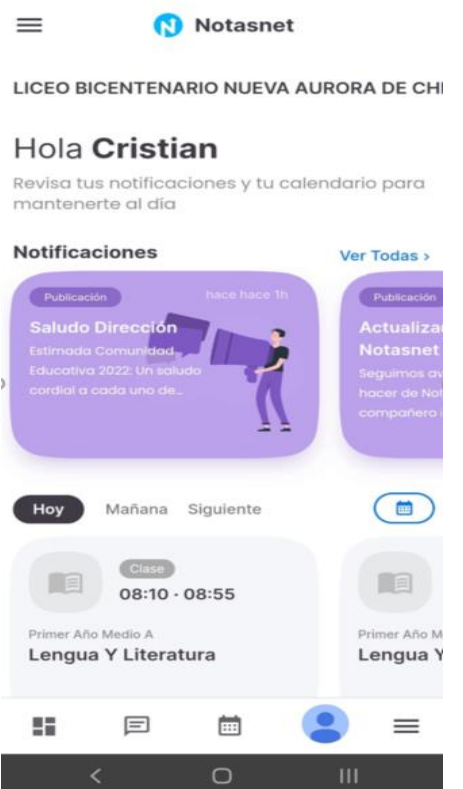 Notasnet
LICEO BICENTENARIO NUEVA AURORA DE CHI
Hola Cristian
Revisa tus notificaciones y tu calendario para
mantenerte al día
Notificaciones
Ver Todas >
Publicación
hace hace 1h
Saludo Dirección
Estimada Comunidad
Educativa 2022: Un saludo
cordial a cada uno de...
Publicación
Actualiza
Notasnet
Seguimos av
hacer de Not
compañero
Hoy
Mañana
Siguiente
Clase
08:10 · 08:55
Primer Año Medio A
Lengua Y Literatura
Primer Año M
Lengua Y